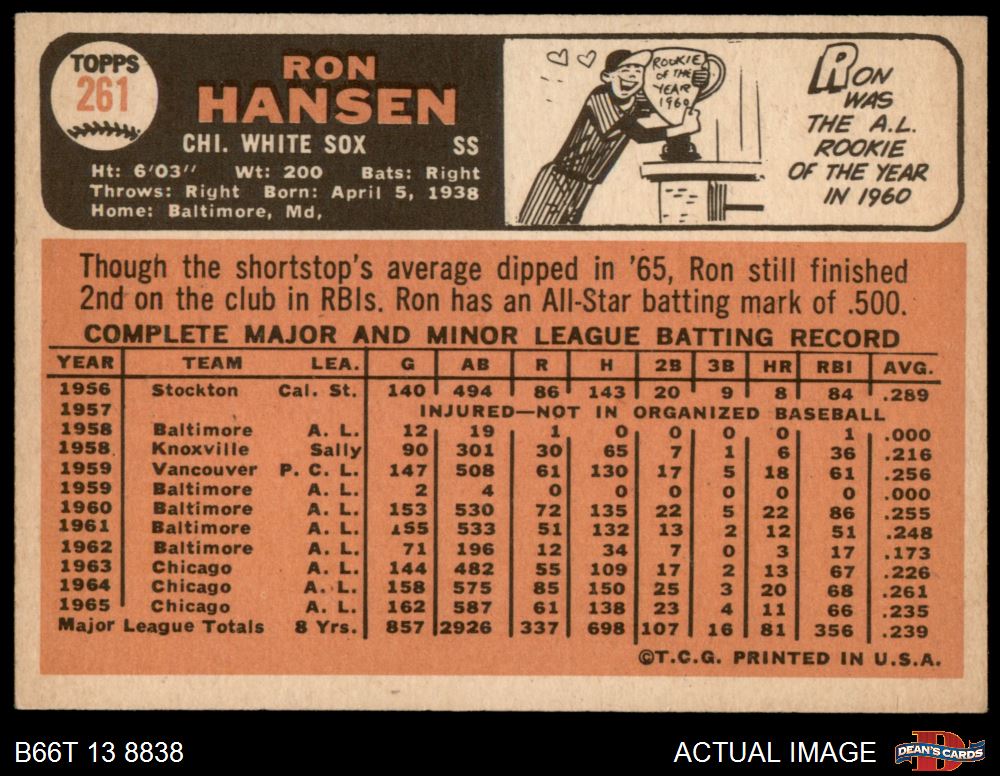 TOPPS
261
RON
HANSEN
CHI. WHITE SOX SS
Ht: 6'03" Wt: 200 Bats: Right
Throws: Right Born: April 5, 1938
Home: Baltimore, Md,
ROOKIE
OF THE
YEAR
1960
RON
WAS
THE A.L.
ROOKIE
OF THE YEAR
IN 1960
Though the shortstop's average dipped in '65, Ron still finished
2nd on the club in RBIs. Ron has an All-Star batting mark of .500.
COMPLETE MAJOR AND MINOR LEAGUE BATTING RECORD
YEAR TEAM LEA. G AB R H 2B 3B HR RBI AVG.
1956 Stockton Cal. St. 140 494 86 143 20 9 8 84 .289
1957 INJURED—NOT IN ORGANIZED BASEBALL
1958 Baltimore A. L. 12 19 1 0 0 0 0 1 .000
1958 Knoxville Sally 90 301 30 65 7 1 6 36 .216
1959 Vancouver P. C. L. 147 508 61 130 17 5 18 61 .256
1959 Baltimore A. L. 2 4 0 0 0 0 0 0 .000
1960 Baltimore A. L. 153 530 72 135 22 5 22 86 .255
1961 Baltimore A. L. 155 533 51 132 13 2 12 51 .248
1962 Baltimore A. L. 71 196 12 34 7 0 3 17 .173
1963 Chicago A. L. 144 482 55 109 17 2 13 67 .226
1964 Chicago A. L. 158 575 85 150 25 3 20 68 .261
1965 Chicago A. L. 162 587 61 138 23 4 11 66 .235
Major League Totals 8 Yrs. 857 2926 337 698 107 16 81 356 .239
©T.C.G. PRINTED IN U.S.A.
B66T 13 8838 ACTUAL IMAGE DEAN'S CARDS